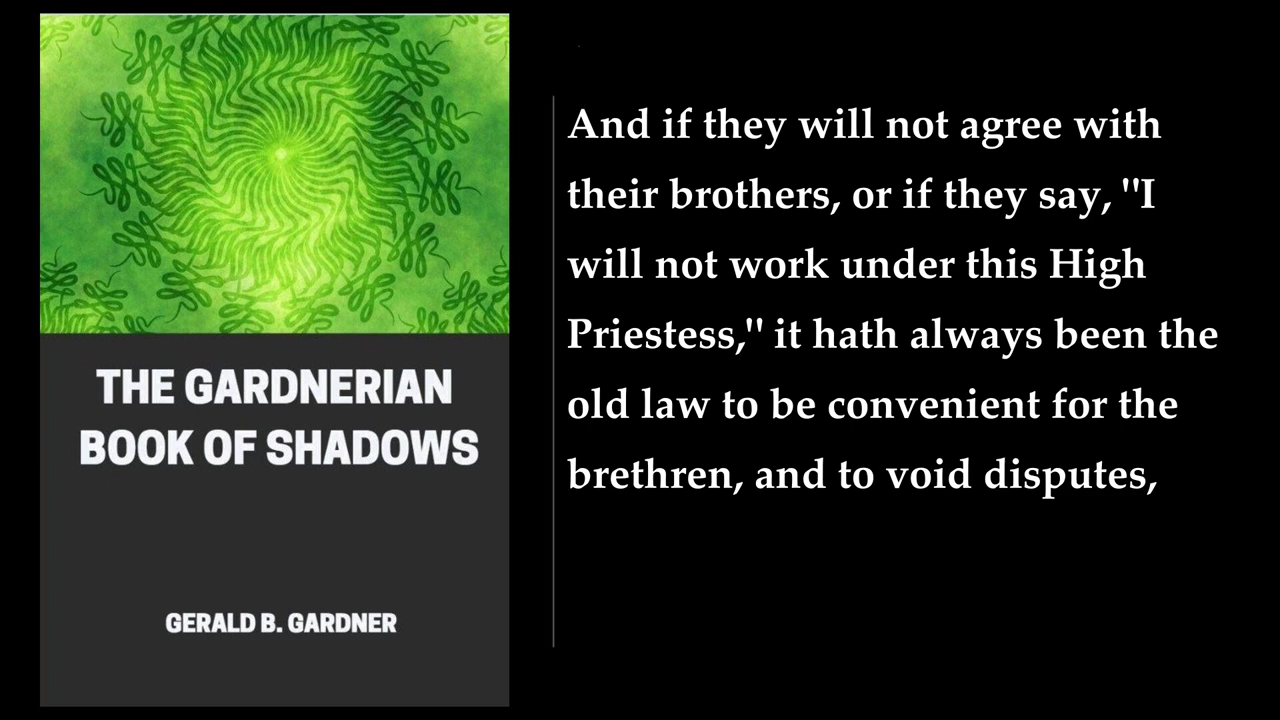 THE GARDNERIAN
BOOK OF SHADOWS
GERALD B. GARDNER
And if they will not agree with
their brothers, or if they say, "I
will not work under this High
Priestess," it hath always been the
old law to be convenient for the
brethren, and to void disputes,